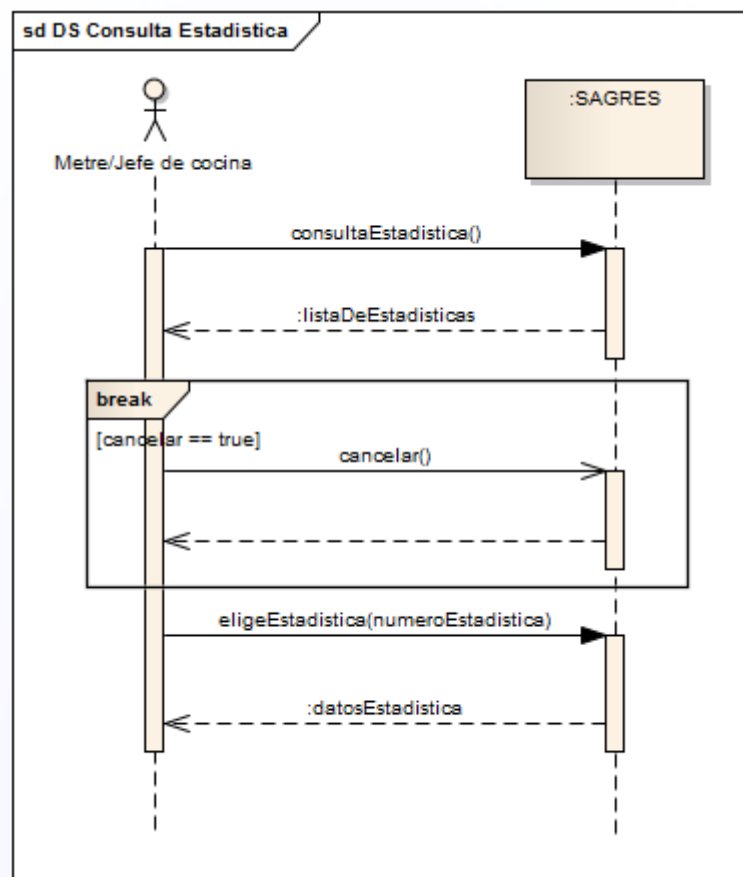 sd DS Consulta Estadistica
:SAGRES
Metre/Jefe de cocina
consultaEstadistica()
:listaDeEstadisticas
break
[cancelar == true]
cancelar()
eligeEstadistica(numeroEstadistica)
:datosEstadistica